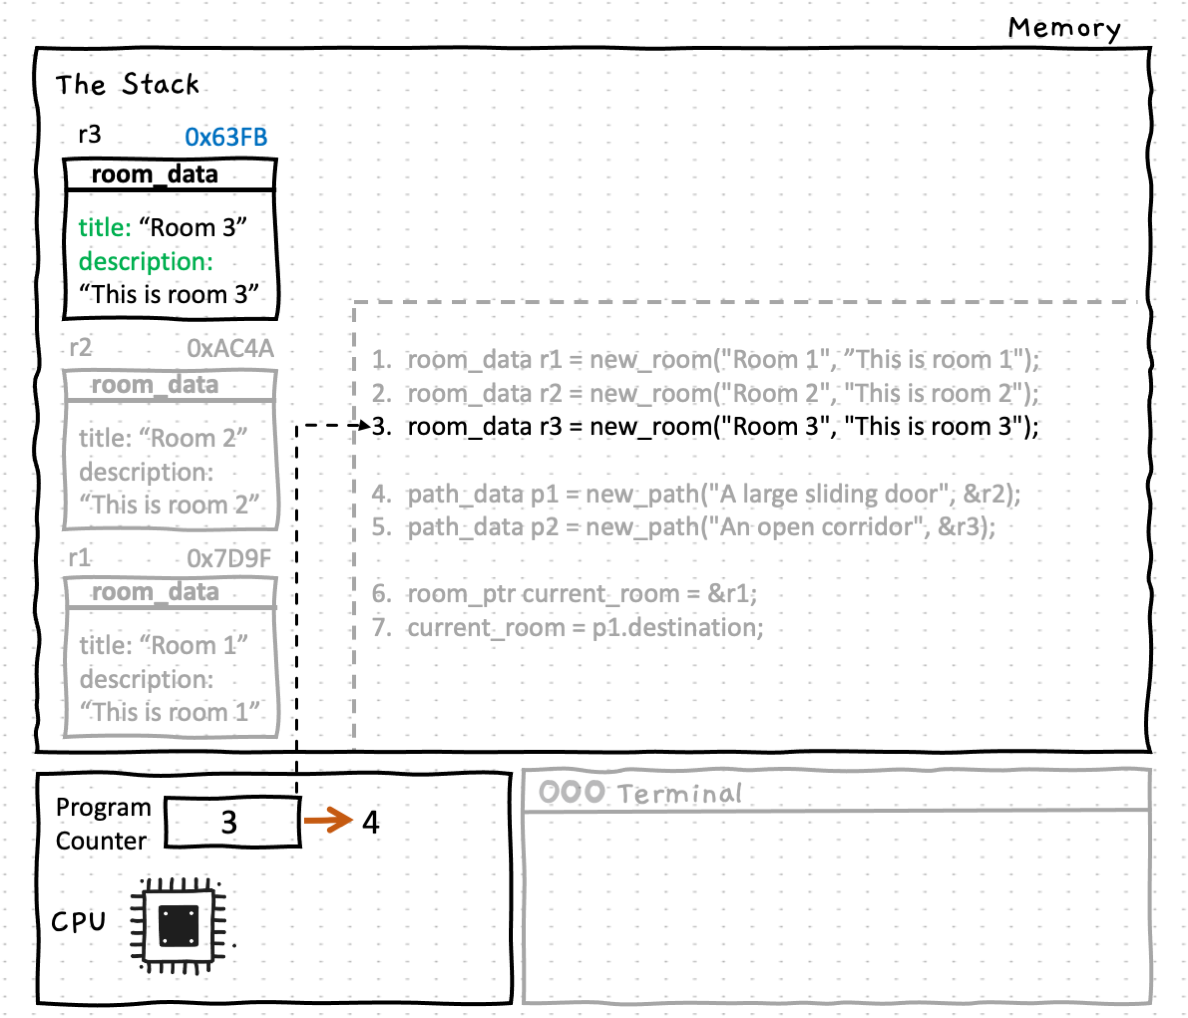 Memory
The Stack
r3 0x63FB
room_data
title: “Room 3”
description:
“This is room 3”
r2 0xAC4A
room_data
title: “Room 2”
description:
“This is room 2”
r1 0x7D9F
room_data
title: “Room 1”
description:
“This is room 1”
1. room_data r1 = new_room("Room 1", ”This is room 1");
2. room_data r2 = new_room("Room 2", "This is room 2");
3. room_data r3 = new_room("Room 3", "This is room 3");
4. path_data p1 = new_path("A large sliding door", &r2);
5. path_data p2 = new_path("An open corridor", &r3);
6. room_ptr current_room = &r1;
7. current_room = p1.destination;
Program
Counter
3
4
CPU
Terminal